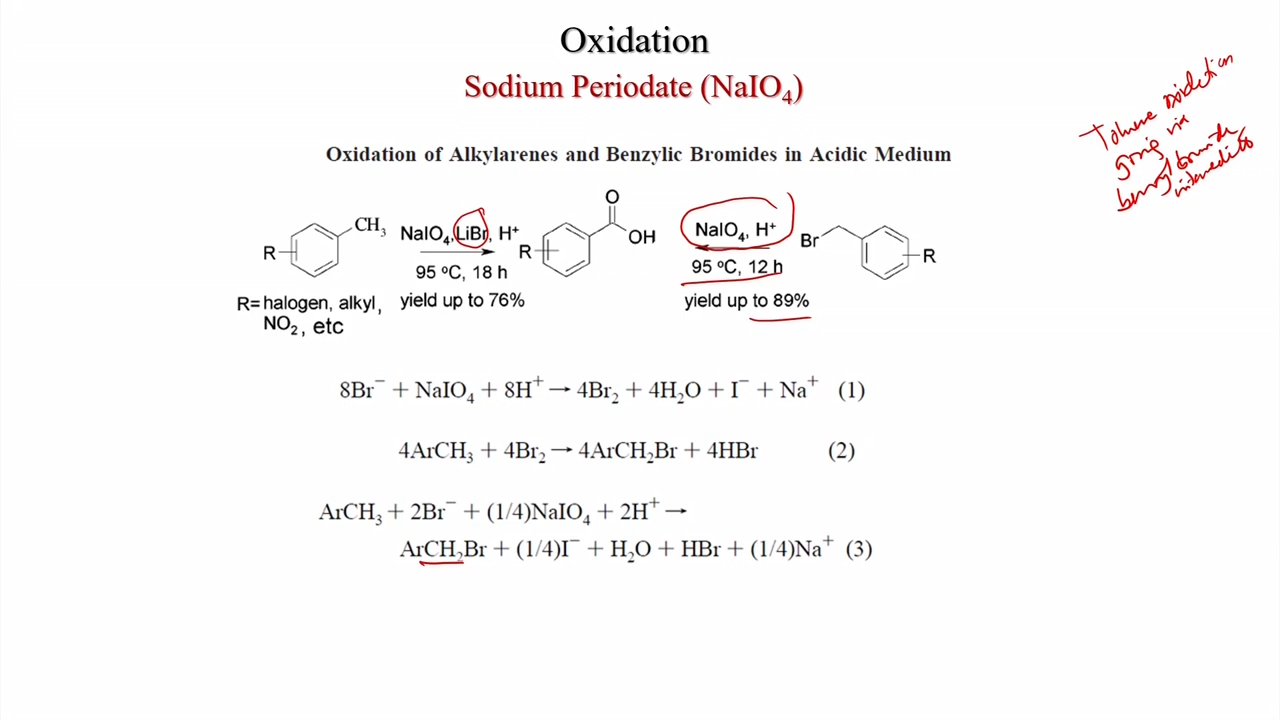 Oxidation
Sodium Periodate (NaIO₄)
Toluene oxidation
going via
benzyl bromide
intermediate
Oxidation of Alkylarenes and Benzylic Bromides in Acidic Medium
R
CH₃
NaIO₄, LiBr, H⁺
95 ºC, 18 h
yield up to 76%
R= halogen, alkyl,
NO₂, etc
R
O
OH
NaIO₄, H⁺
95 ºC, 12 h
yield up to 89%
Br
R
8Br⁻ + NaIO₄ + 8H⁺ → 4Br₂ + 4H₂O + I⁻ + Na⁺ (1)
4ArCH₃ + 4Br₂ → 4ArCH₂Br + 4HBr (2)
ArCH₃ + 2Br⁻ + (1/4)NaIO₄ + 2H⁺ →
ArCH₂Br + (1/4)I⁻ + H₂O + HBr + (1/4)Na⁺ (3)